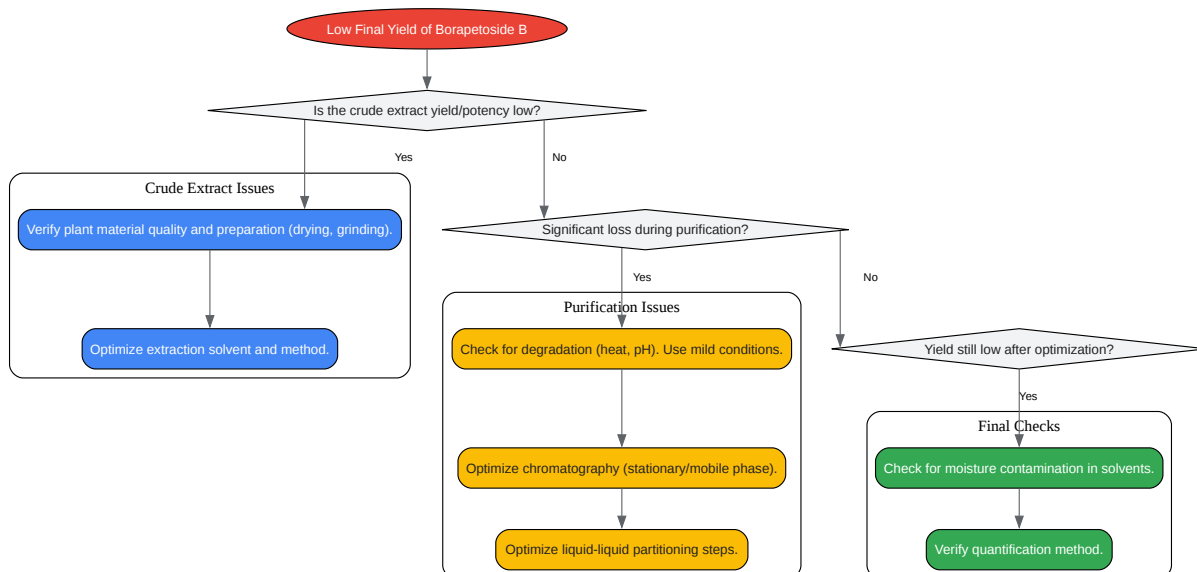 Low Final Yield of Borapetoside B
Is the crude extract yield/potency low?
Yes
No
Crude Extract Issues
Verify plant material quality and preparation (drying, grinding).
Optimize extraction solvent and method.
Significant loss during purification?
Yes
No
Purification Issues
Check for degradation (heat, pH). Use mild conditions.
Optimize chromatography (stationary/mobile phase).
Optimize liquid-liquid partitioning steps.
Yield still low after optimization?
Yes
Final Checks
Check for moisture contamination in solvents.
Verify quantification method.